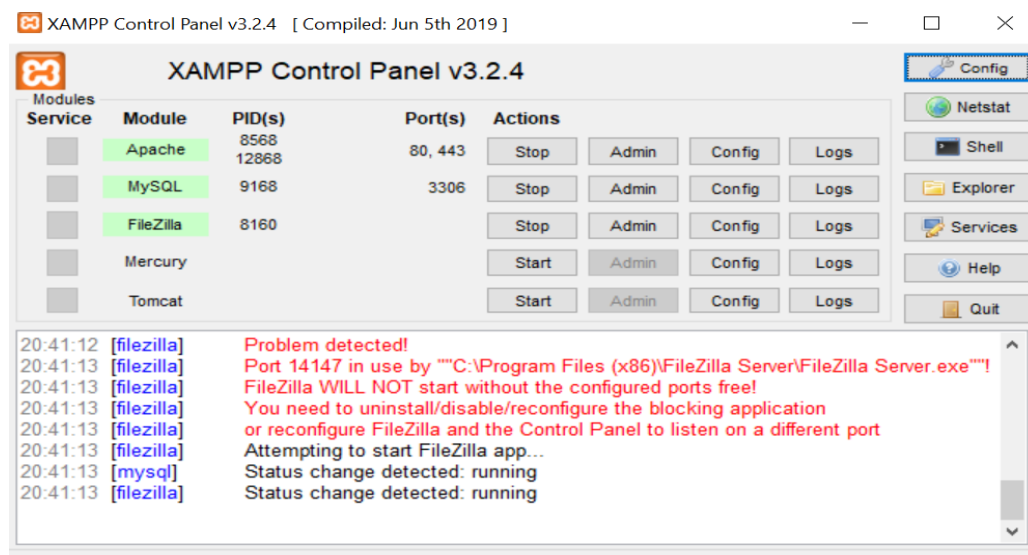 XAMPP Control Panel v3.2.4 [ Compiled: Jun 5th 2019 ]
XAMPP Control Panel v3.2.4
Config
Modules
Service Module PID(s) Port(s) Actions
Netstat
Apache 8568 12868 80, 443 Stop Admin Config Logs
Shell
MySQL 9168 3306 Stop Admin Config Logs
Explorer
FileZilla 8160 Stop Admin Config Logs
Services
Mercury Start Admin Config Logs
Help
Tomcat Start Admin Config Logs
Quit
20:41:12 [filezilla] Problem detected!
20:41:13 [filezilla] Port 14147 in use by ""C:\Program Files (x86)\FileZilla Server\FileZilla Server.exe""!
20:41:13 [filezilla] FileZilla WILL NOT start without the configured ports free!
20:41:13 [filezilla] You need to uninstall/disable/reconfigure the blocking application
20:41:13 [filezilla] or reconfigure FileZilla and the Control Panel to listen on a different port
20:41:13 [filezilla] Attempting to start FileZilla app...
20:41:13 [mysql] Status change detected: running
20:41:13 [filezilla] Status change detected: running